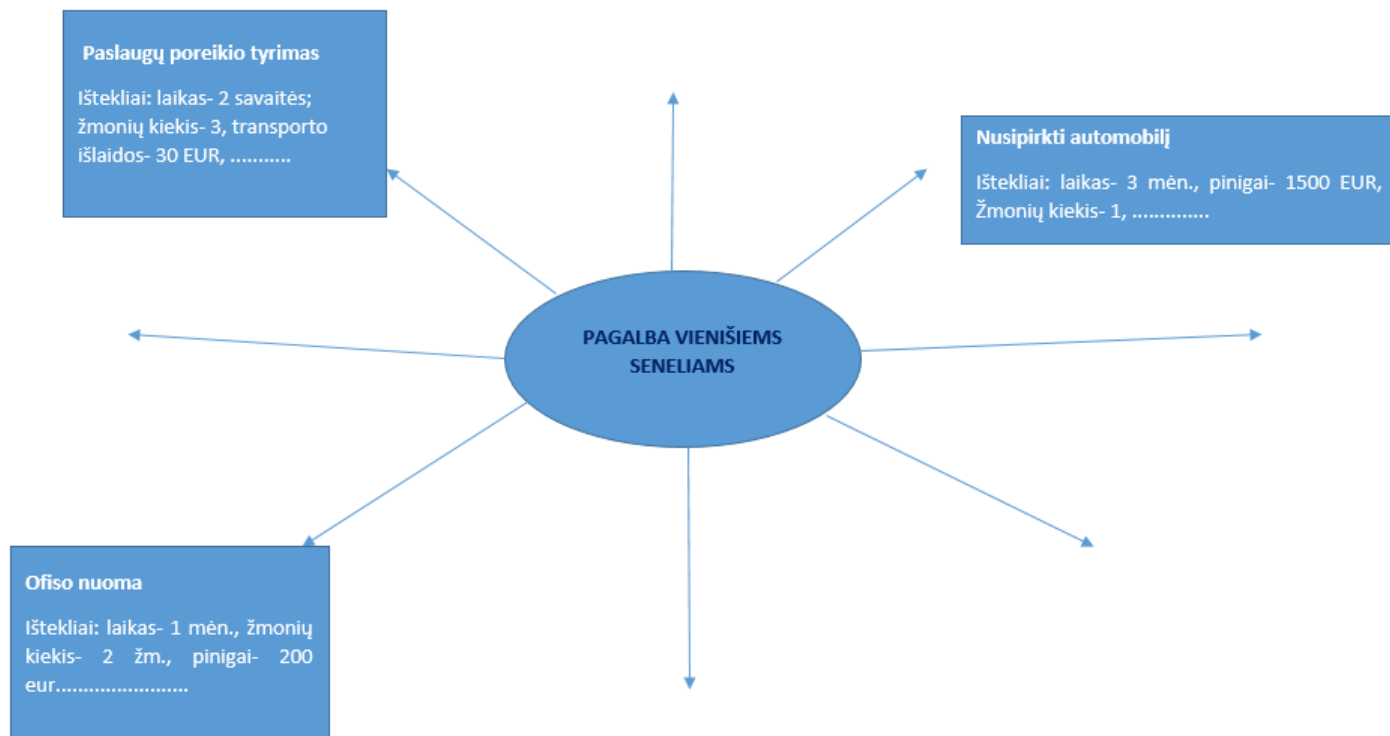 Paslaugų poreikio tyrimas
Ištekliai: laikas- 2 savaitės;
žmonių kiekis- 3, transporto
išlaidos- 30 EUR, ...........
Nusipirkti automobilį
Ištekliai: laikas- 3 mėn., pinigai- 1500 EUR,
Žmonių kiekis- 1, ..............
PAGALBA VIENIŠIEMS
SENELIAMS
Ofiso nuoma
Ištekliai: laikas- 1 mėn., žmonių
kiekis- 2 žm., pinigai- 200
eur........................